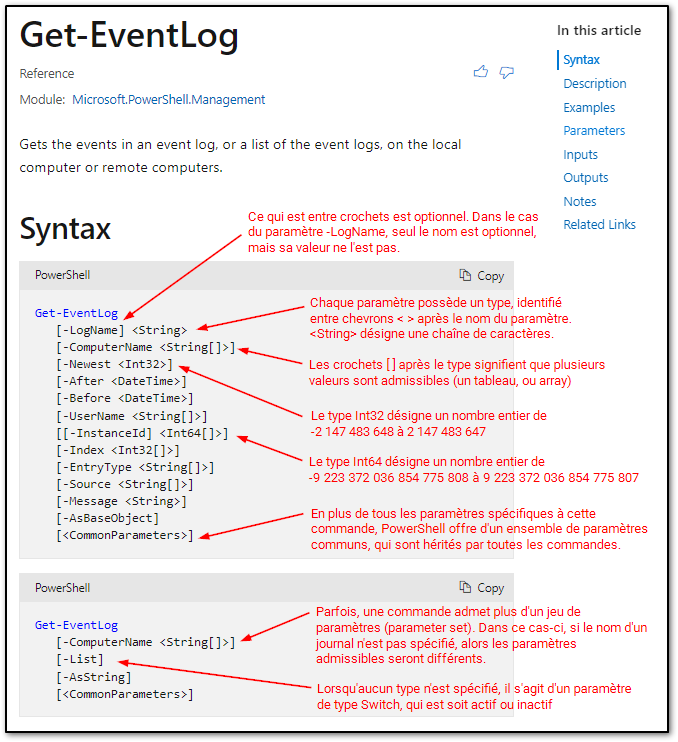 Get-EventLog
Reference
Module: Microsoft.PowerShell.Management
Gets the events in an event log, or a list of the event logs, on the local
computer or remote computers.
In this article
Syntax
Description
Examples
Parameters
Inputs
Outputs
Notes
Related Links
Syntax
Ce qui est entre crochets est optionnel. Dans le cas
du paramètre -LogName, seul le nom est optionnel,
mais sa valeur ne l'est pas.
PowerShell
Copy
Get-EventLog
[-LogName] <String>
[-ComputerName <String[]>]
[-Newest <Int32>]
[-After <DateTime>]
[-Before <DateTime>]
[-UserName <String[]>]
[[-InstanceId] <Int64[]>]
[-Index <Int32[]>]
[-EntryType <String[]>]
[-Source <String[]>]
[-Message <String>]
[-AsBaseObject]
[<CommonParameters>]
Chaque paramètre possède un type, identifié
entre chevrons < > après le nom du paramètre.
<String> désigne une chaîne de caractères.
Les crochets [ ] après le type signifient que plusieurs
valeurs sont admissibles (un tableau, ou array)
Le type Int32 désigne un nombre entier de
-2 147 483 648 à 2 147 483 647
Le type Int64 désigne un nombre entier de
-9 223 372 036 854 775 808 à 9 223 372 036 854 775 807
En plus de tous les paramètres spécifiques à cette
commande, PowerShell offre d'un ensemble de paramètres
communs, qui sont hérités par toutes les commandes.
PowerShell
Copy
Get-EventLog
[-ComputerName <String[]>]
[-List]
[-AsString]
[<CommonParameters>]
Parfois, une commande admet plus d'un jeu de
paramètres (parameter set). Dans ce cas-ci, si le nom d'un
journal n'est pas spécifié, alors les paramètres
admissibles seront différents.
Lorsqu'aucun type n'est spécifié, il s'agit d'un paramètre
de type Switch, qui est soit actif ou inactif